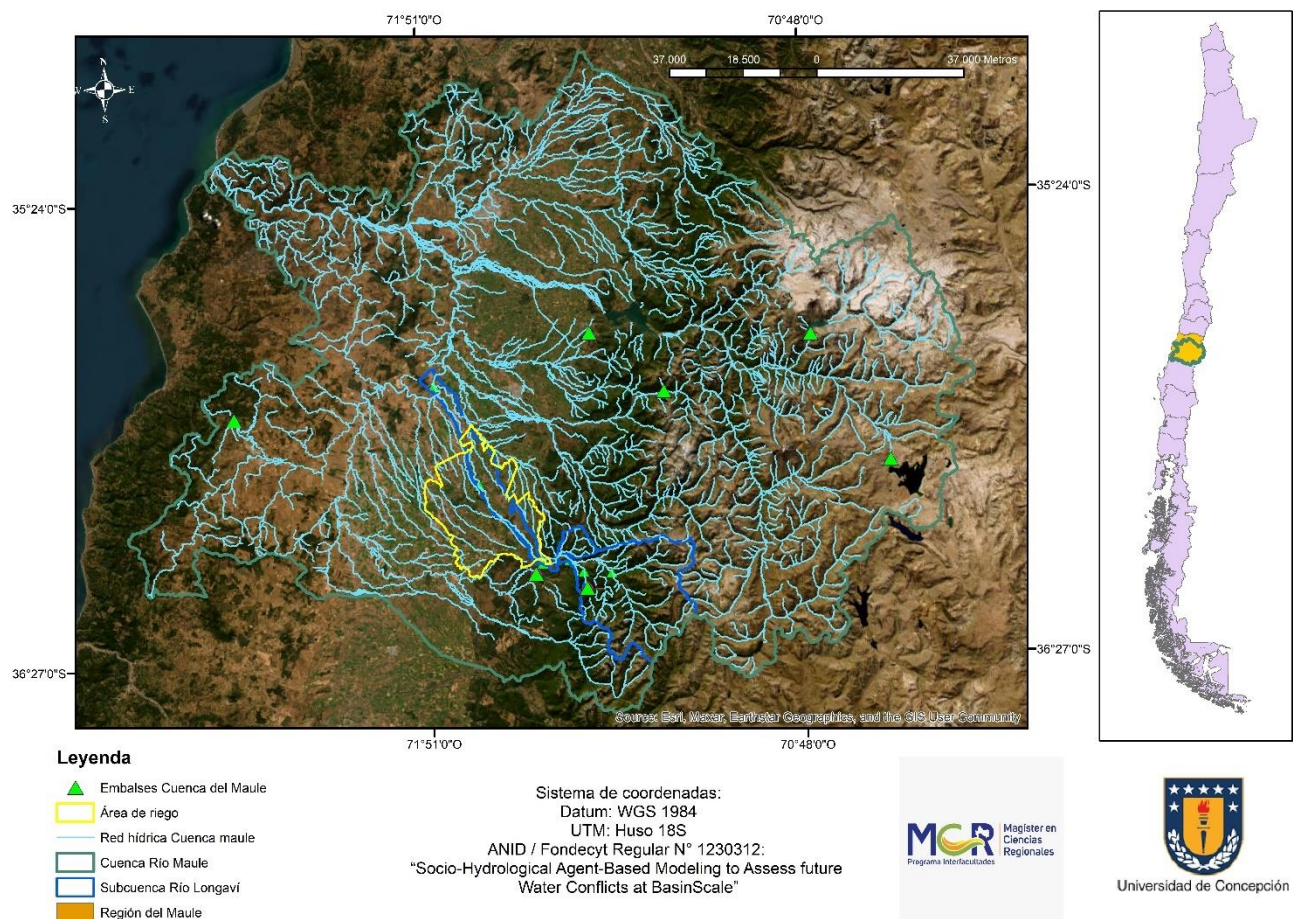 71°51'0"O
70°48'0"O
N
W
E
S
37.000 18.500 0 37.000 Metros
35°24'0"S
35°24'0"S
36°27'0"S
36°27'0"S
Source: Esri, Maxar, Earthstar Geographics, and the GIS User Community
71°51'0"O
70°48'0"O
Leyenda
Embalses Cuenca del Maule
Área de riego
Red hídrica Cuenca maule
Cuenca Río Maule
Subcuenca Río Longaví
Región del Maule
Sistema de coordenadas:
Datum: WGS 1984
UTM: Huso 18S
ANID / Fondecyt Regular N° 1230312:
“Socio-Hydrological Agent-Based Modeling to Assess future
Water Conflicts at BasinScale”
MCR
Programa Interfacultades
Magíster en
Ciencias
Regionales
Universidad de Concepción